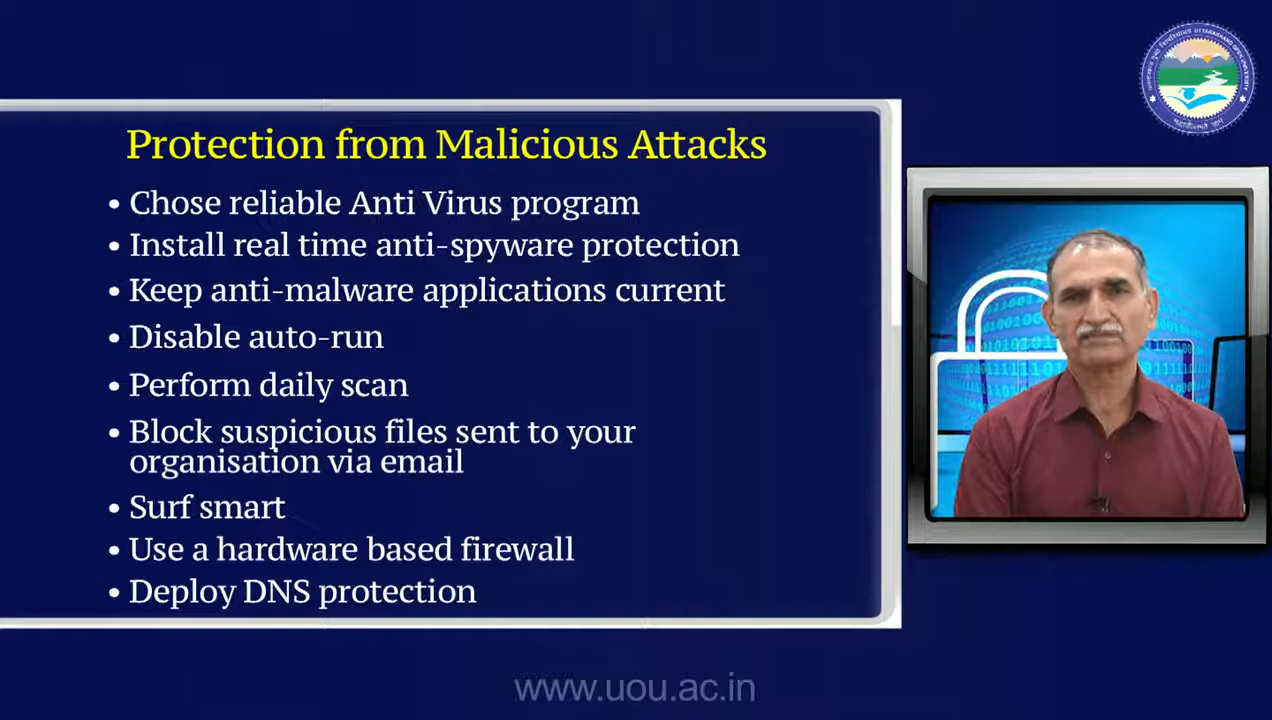 Protection from Malicious Attacks
• Chose reliable Anti Virus program
• Install real time anti-spyware protection
• Keep anti-malware applications current
• Disable auto-run
• Perform daily scan
• Block suspicious files sent to your
organisation via email
• Surf smart
• Use a hardware based firewall
• Deploy DNS protection
www.uou.ac.in